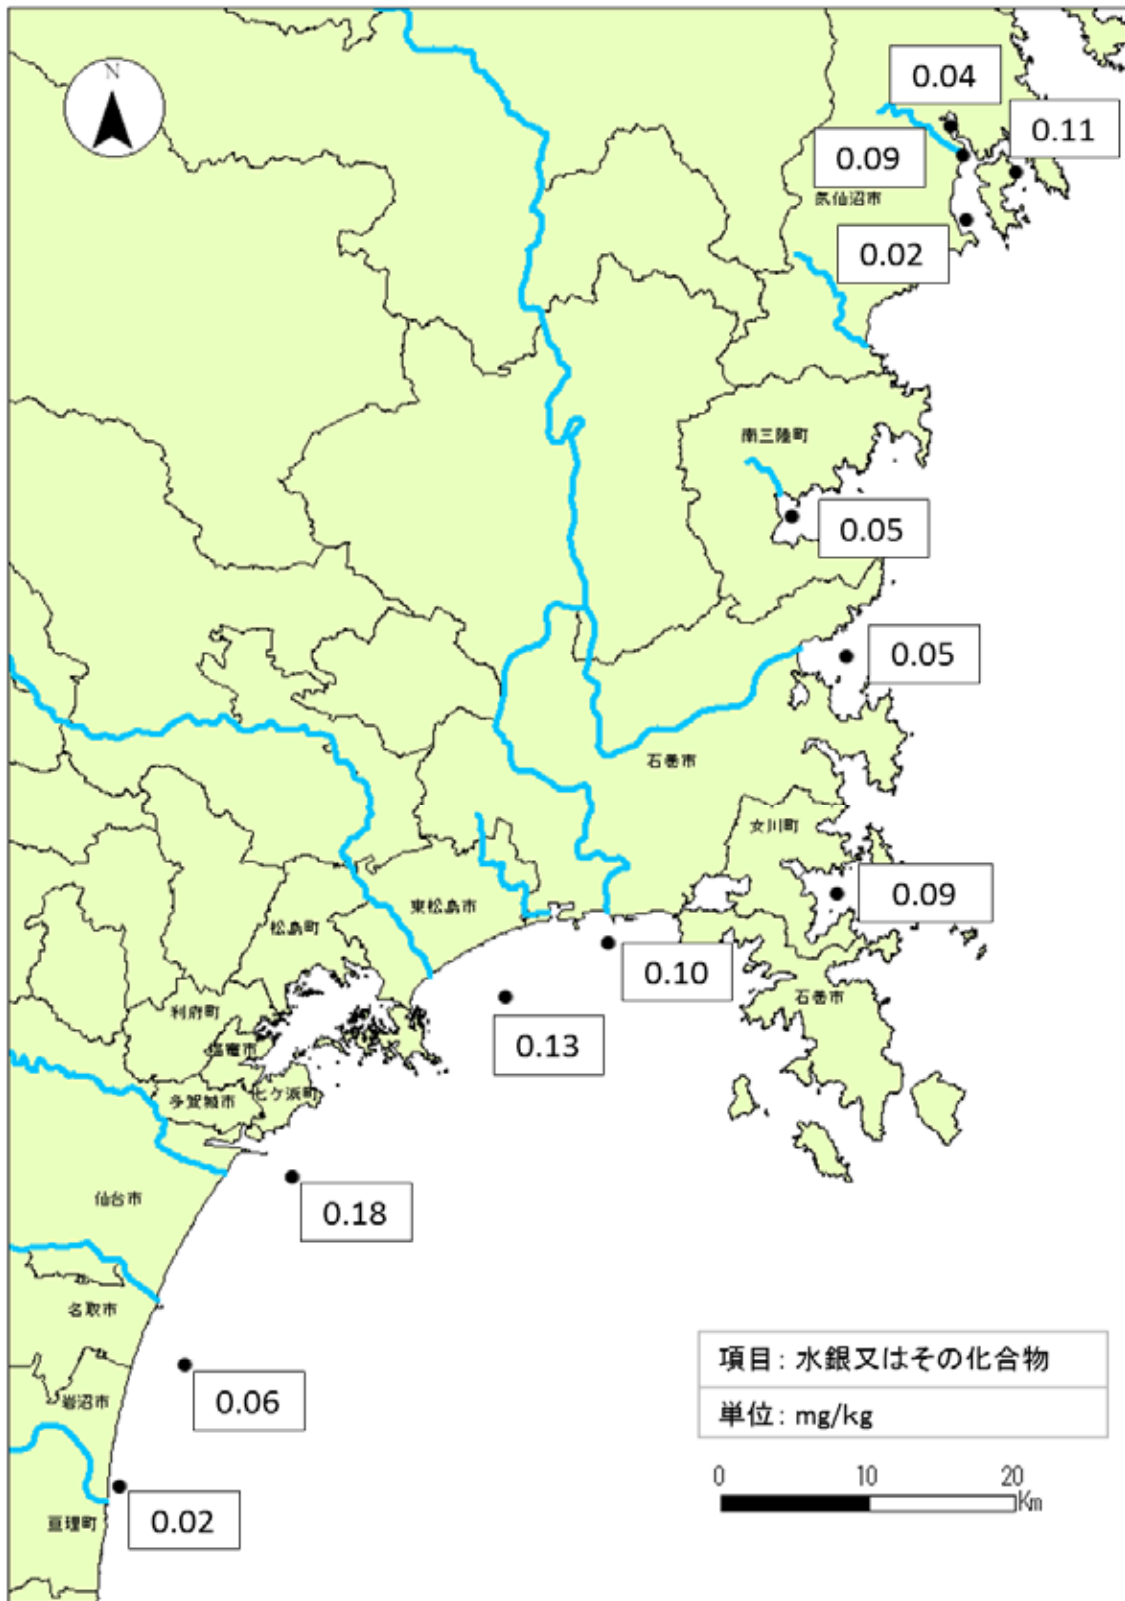 N
0.04
0.11
0.09
気仙沼市
0.02
南三陸町
0.05
0.05
石巻市
女川町
0.09
東松島市
松島町
0.10
石巻市
利府町
0.13
塩竈市
七ケ浜町
多賀城市
仙台市
0.18
名取市
0.06
岩沼市
0.02
亘理町
項目: 水銀又はその化合物
単位: mg/kg
0 10 20
Km